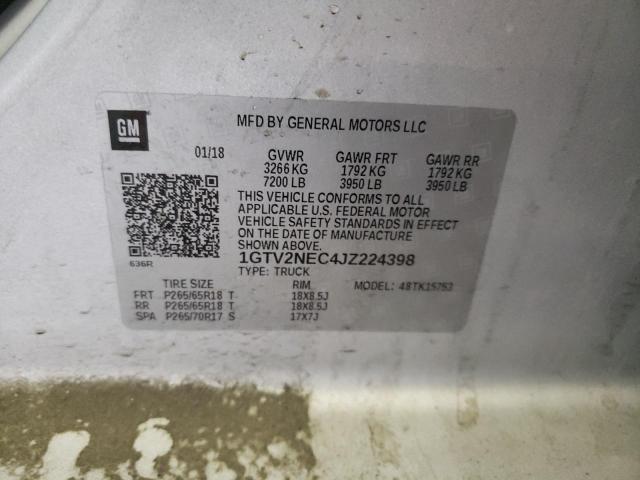 GM
MFD BY GENERAL MOTORS LLC
01/18 GVWR GAWR FRT GAWR RR
3266 KG 1792 KG 1792 KG
7200 LB 3950 LB 3950 LB
THIS VEHICLE CONFORMS TO ALL
APPLICABLE U.S. FEDERAL MOTOR
VEHICLE SAFETY STANDARDS IN EFFECT
ON THE DATE OF MANUFACTURE
SHOWN ABOVE.
636R 1GTV2NEC4JZ224398
TYPE: TRUCK
TIRE SIZE RIM MODEL: 48TK15753
FRT P265/65R18 T 18X8.5J
RR P265/65R18 T 18X8.5J
SPA P265/70R17 S 17X7J